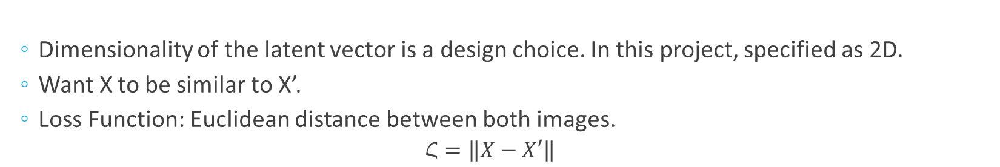 ◦ Dimensionality of the latent vector is a design choice. In this project, specified as 2D.
◦ Want X to be similar to X’.
◦ Loss Function: Euclidean distance between both images.
ζ = ‖X − X′‖